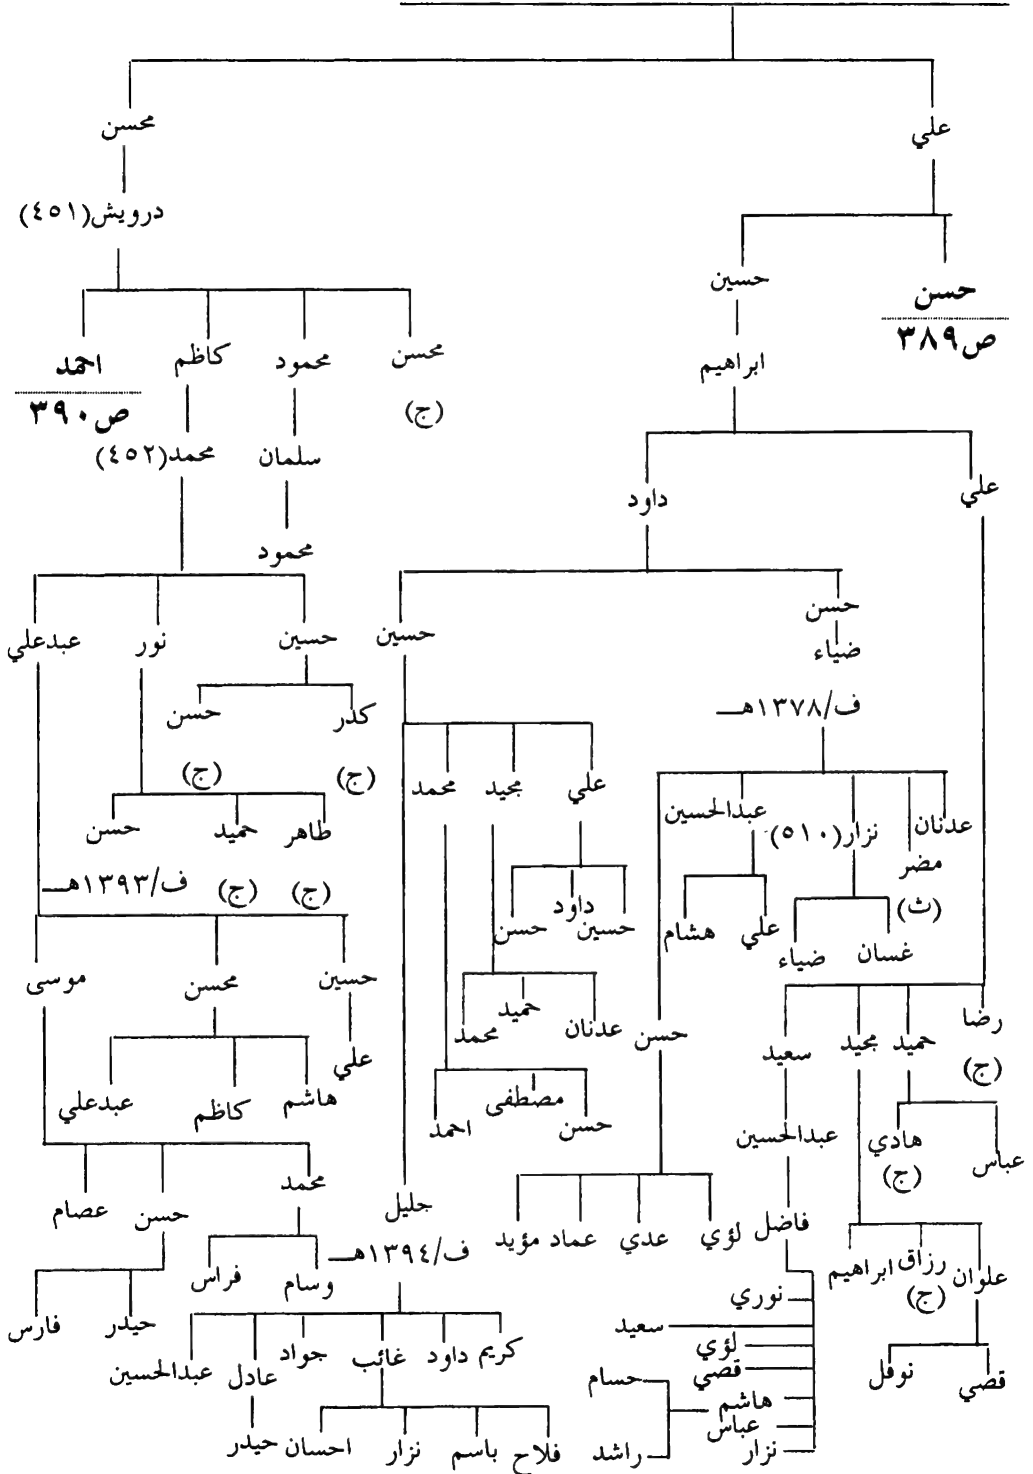 علي محسن
درويش(٤٥١)
حسين حسن
ص٣٨٩
محسن محمود كاظم احمد
(ج) ص٣٩٠
ابراهيم
سلمان محمد(٤٥٢)
علي داود
محمود
حسن حسين
ضياء
حسين نور عبدعلي
ف/١٣٧٨هـ
كدر حسن
(ج) (ج)
علي مجيد محمد
عدنان مضر نزار(٥١٠) عبدالحسين
(ث)
طاهر حميد حسن
(ج) (ج) ف/١٣٩٣هـ
حسين داود حسن
غسان ضياء علي هشام
حسين محسن موسى
عدنان حميد محمد حسن
رضا حميد مجيد سعيد
(ج)
علي
هاشم كاظم عبدعلي
حسن مصطفى احمد
عباس هادي عبدالحسين
(ج)
محمد حسن عصام
جليل
ف/١٣٩٤هـ
لؤي عدي عماد مؤيد
فاضل
علوان رزاق ابراهيم
(ج)
وسام فراس
حيدر فارس
نوري
سعيد
لؤي
قصي
هاشم
عباس
نزار
حسام
راشد
قصي نوفل
كريم داود غائب جواد عادل عبدالحسين
فلاح باسم نزار احسان حيدر